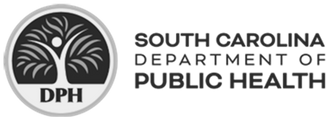 DPH
SOUTH CAROLINA
DEPARTMENT OF
PUBLIC HEALTH